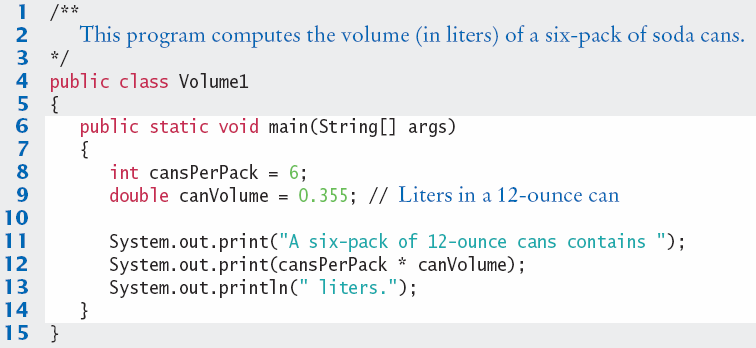 1 /**
2 This program computes the volume (in liters) of a six-pack of soda cans.
3 */
4 public class Volume1
5 {
6 public static void main(String[] args)
7 {
8 int cansPerPack = 6;
9 double canVolume = 0.355; // Liters in a 12-ounce can
10
11 System.out.print("A six-pack of 12-ounce cans contains ");
12 System.out.print(cansPerPack * canVolume);
13 System.out.println(" liters.");
14 }
15 }